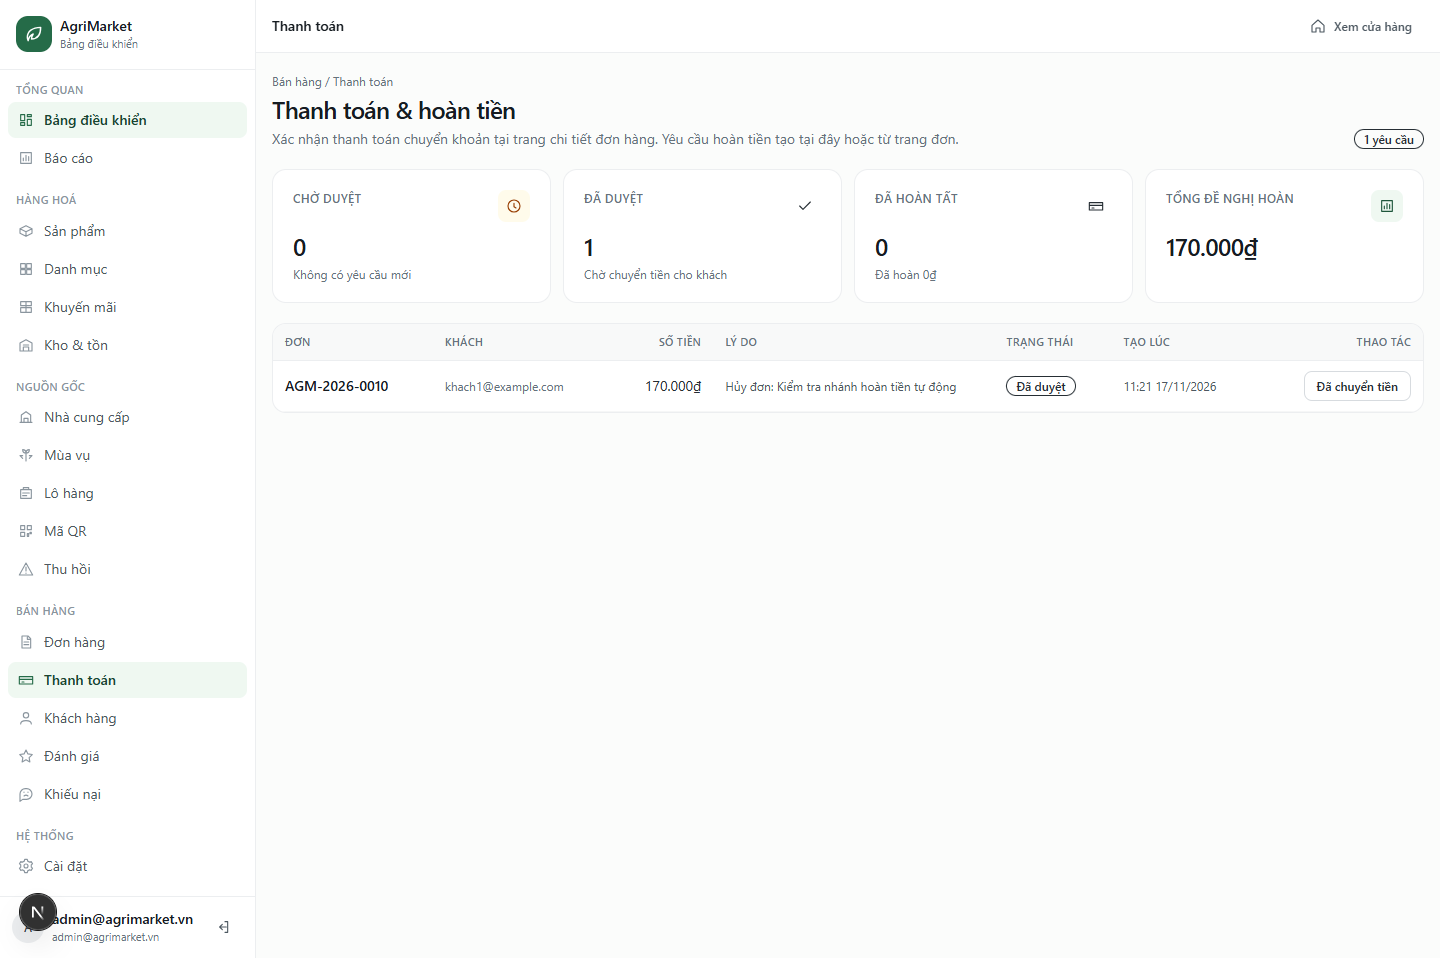 AgriMarket
Bảng điều khiển
TỔNG QUAN
Bảng điều khiển
Báo cáo
HÀNG HOÁ
Sản phẩm
Danh mục
Khuyến mãi
Kho & tồn
NGUỒN GỐC
Nhà cung cấp
Mùa vụ
Lô hàng
Mã QR
Thu hồi
BÁN HÀNG
Đơn hàng
Thanh toán
Khách hàng
Đánh giá
Khiếu nại
HỆ THỐNG
Cài đặt
N
admin@agrimarket.vn
admin@agrimarket.vn
Thanh toán
Xem cửa hàng
Bán hàng / Thanh toán
Thanh toán & hoàn tiền
Xác nhận thanh toán chuyển khoản tại trang chi tiết đơn hàng. Yêu cầu hoàn tiền tạo tại đây hoặc từ trang đơn.
1 yêu cầu
CHỜ DUYỆT
0
Không có yêu cầu mới
ĐÃ DUYỆT
1
Chờ chuyển tiền cho khách
ĐÃ HOÀN TẤT
0
Đã hoàn 0₫
TỔNG ĐỀ NGHỊ HOÀN
170.000₫
ĐƠN KHÁCH SỐ TIỀN LÝ DO TRẠNG THÁI TẠO LÚC THAO TÁC
AGM-2026-0010 khach1@example.com 170.000₫ Hủy đơn: Kiểm tra nhánh hoàn tiền tự động Đã duyệt 11:21 17/11/2026 Đã chuyển tiền